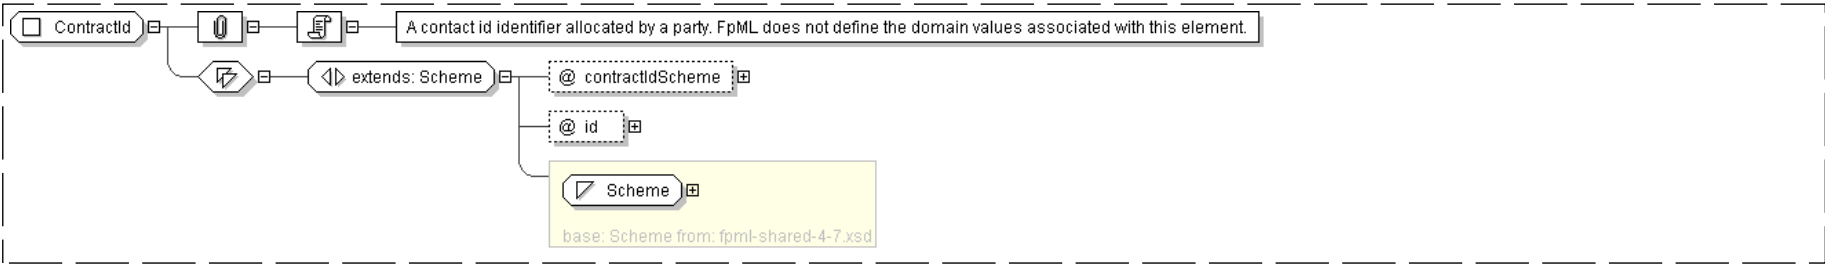 ContractId
A contact id identifier allocated by a party. FpML does not define the domain values associated with this element.
extends: Scheme
@ contractIdScheme
@ id
Scheme
base: Scheme from: fpml-shared-4-7.xsd